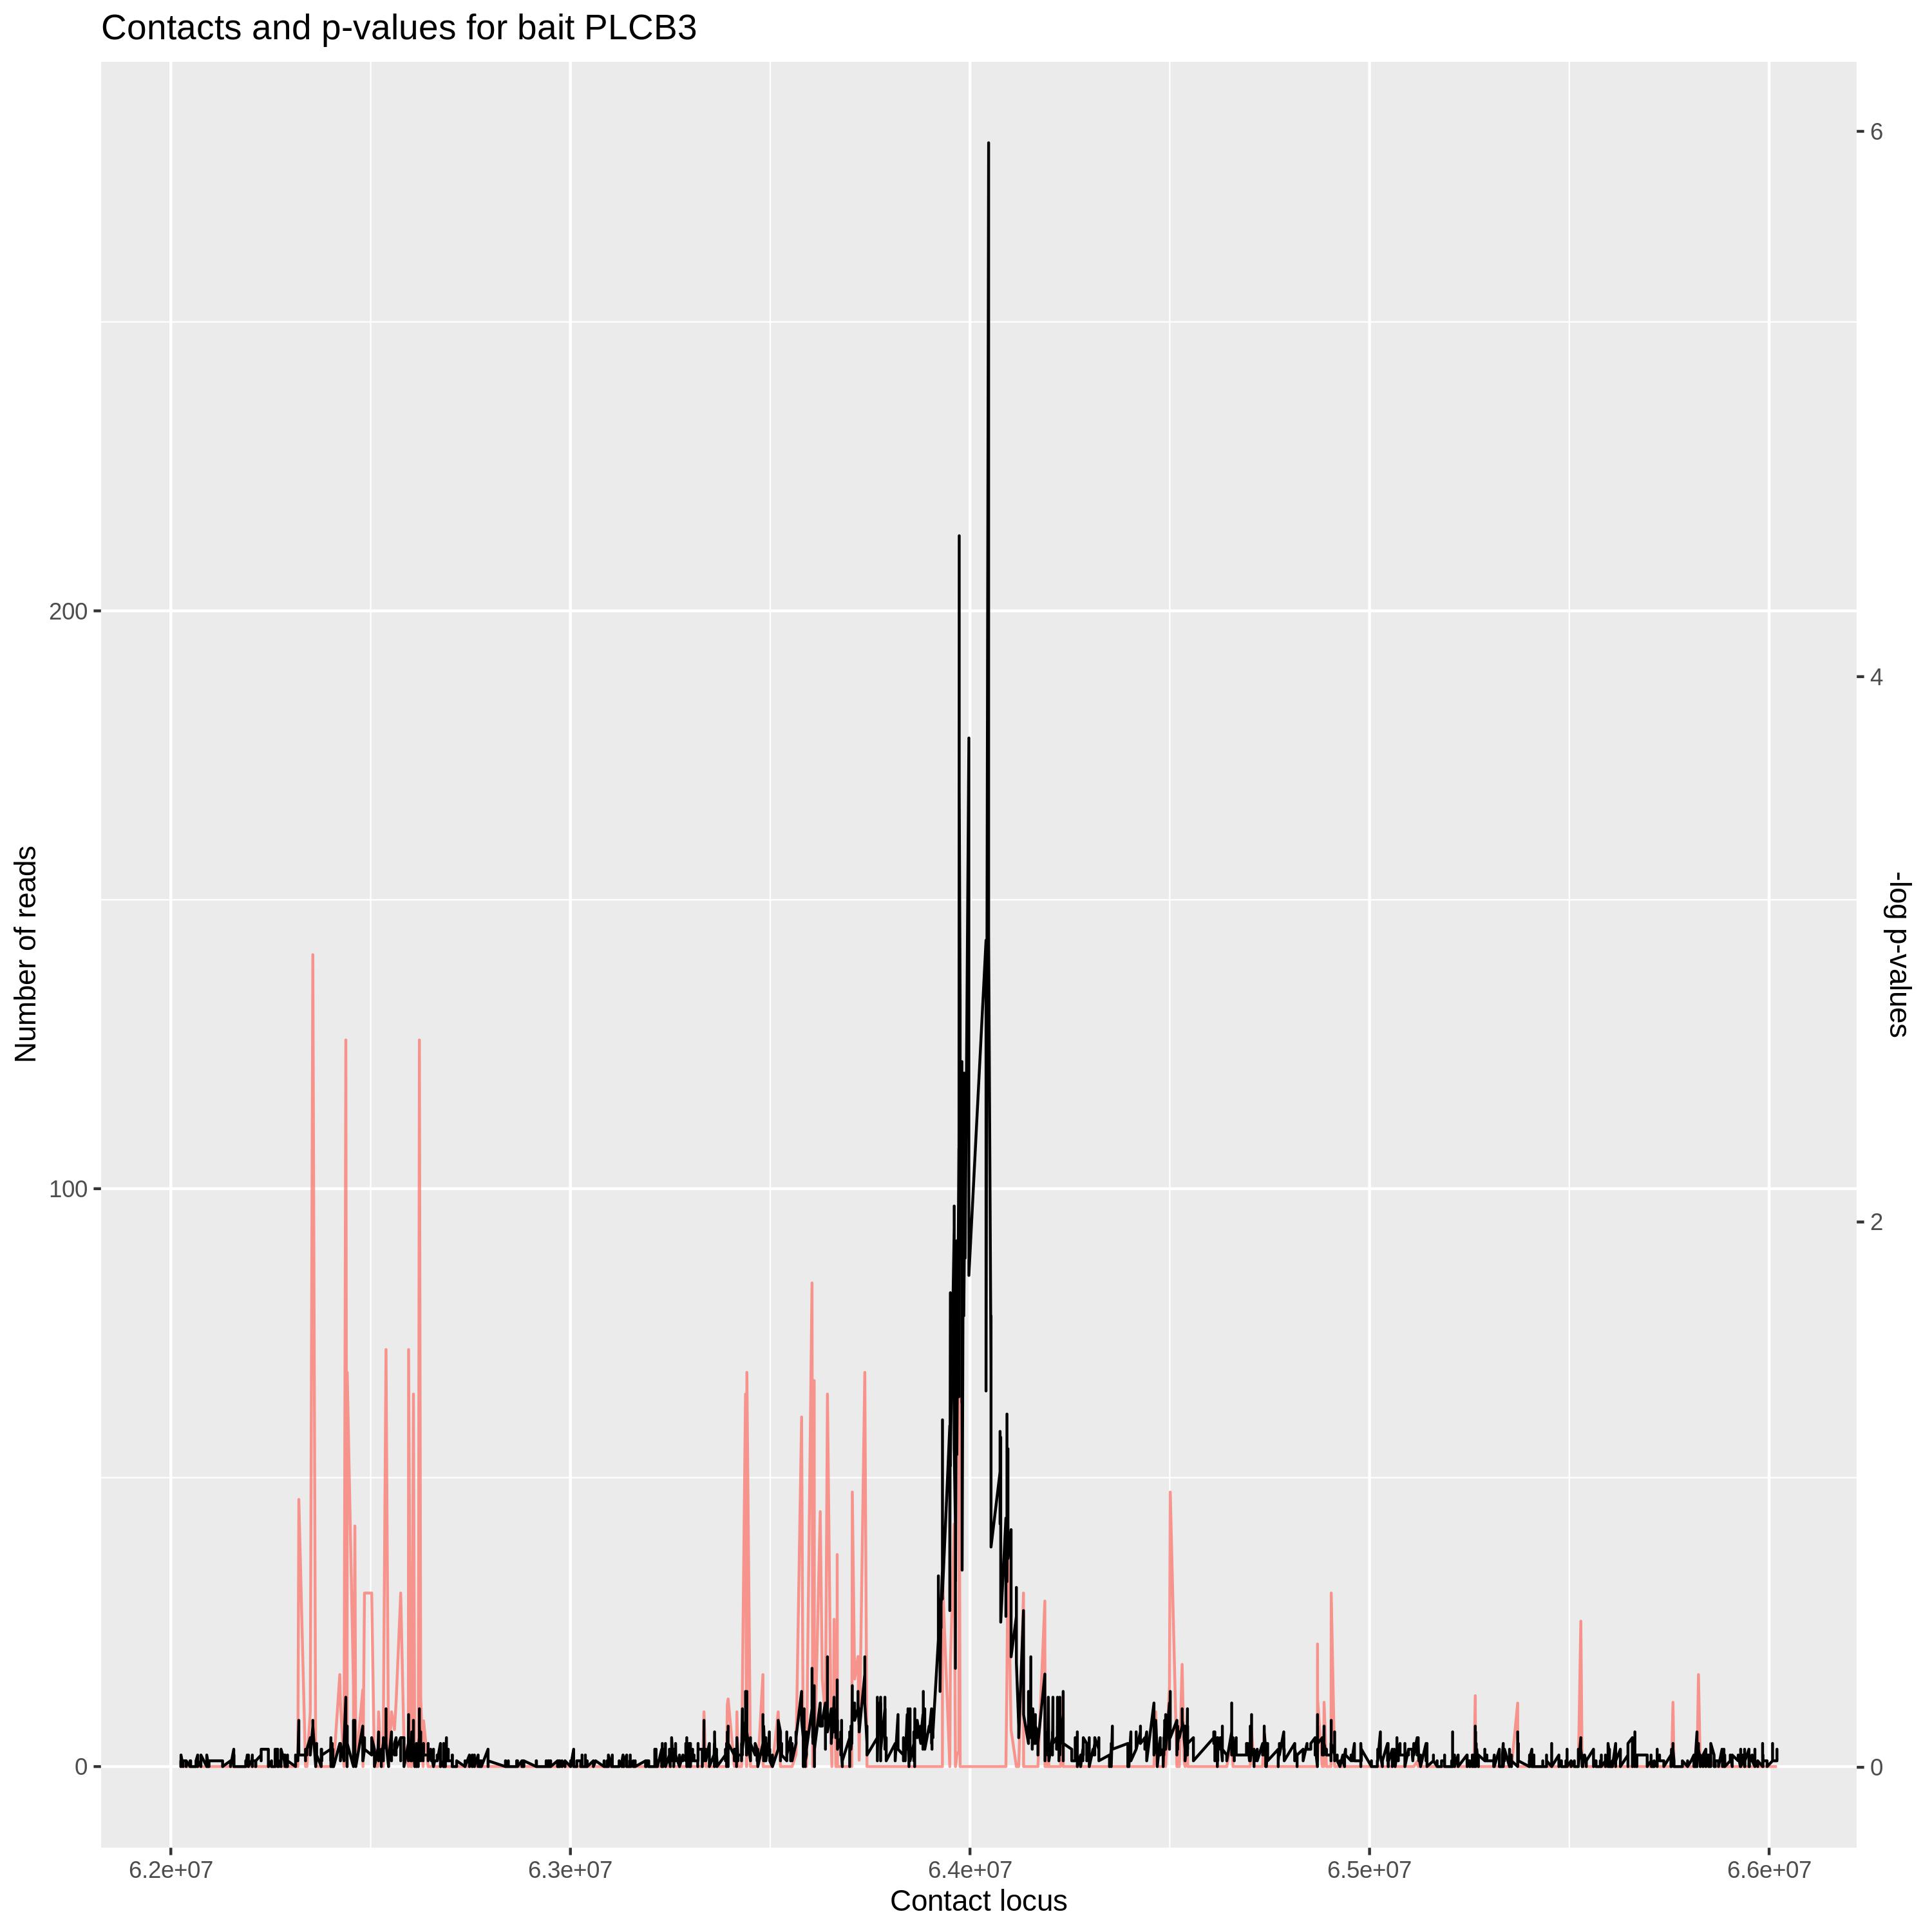 Contacts and p-values for bait PLCB3
6
200
4
Number of reads
-log p-values
100
2
0
0
6.2e+07
6.3e+07
6.4e+07
6.5e+07
6.6e+07
Contact locus